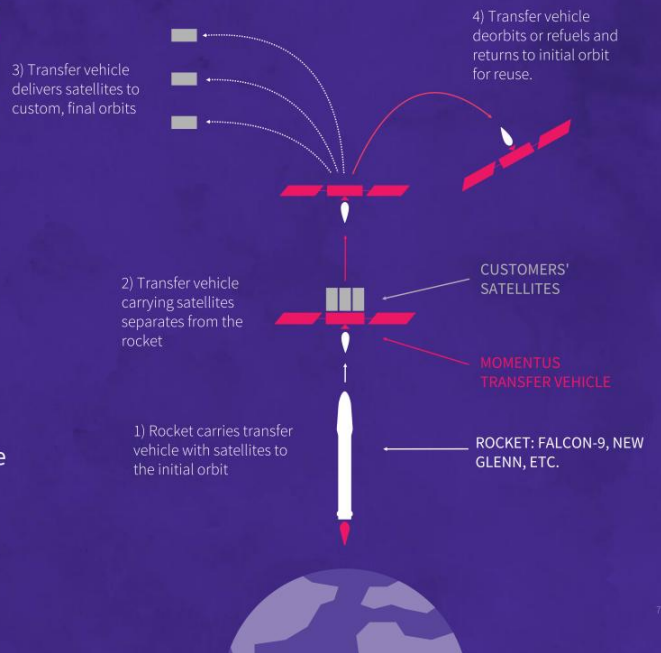 4) Transfer vehicle
deorbits or refuels and
returns to initial orbit
for reuse.
3) Transfer vehicle
delivers satellites to
custom, final orbits
2) Transfer vehicle
carrying satellites
separates from the
rocket
CUSTOMERS'
SATELLITES
MOMENTUS
TRANSFER VEHICLE
1) Rocket carries transfer
vehicle with satellites to
the initial orbit
ROCKET: FALCON-9, NEW
GLENN, ETC.
e
7